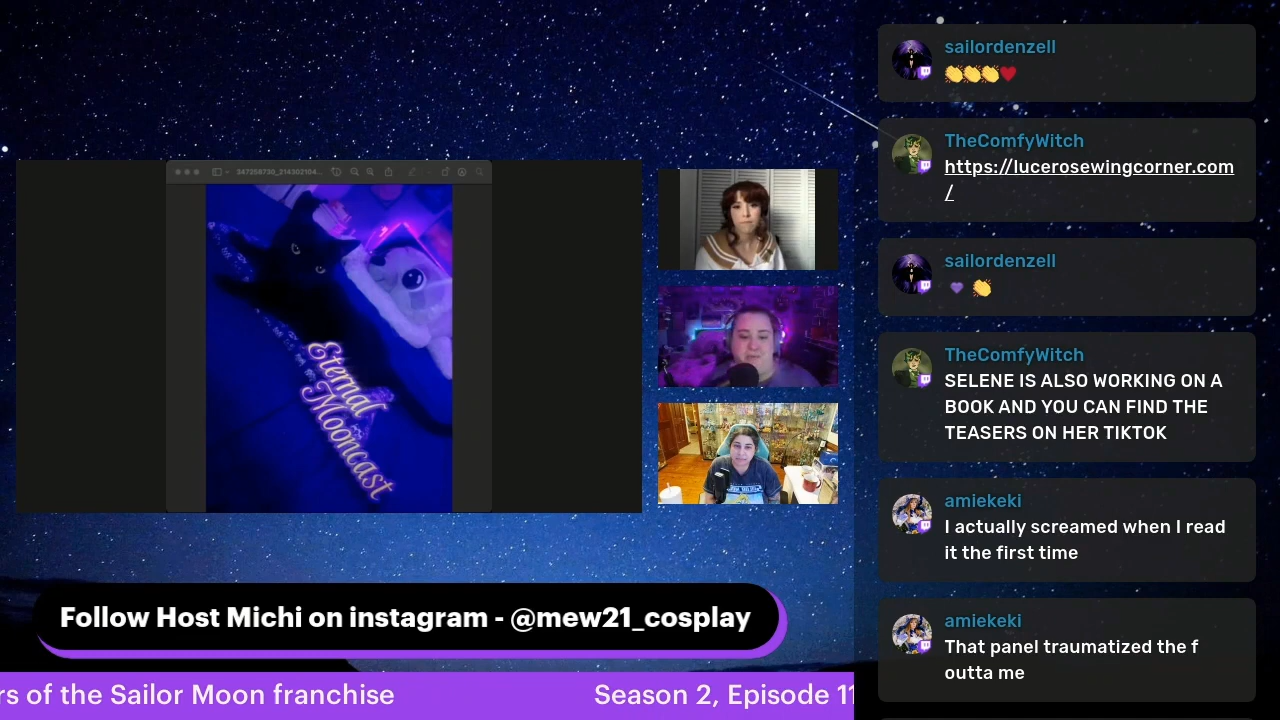 347258730_214302104...
Eternal
Mooncast
Follow Host Michi on instagram - @mew21_cosplay
rs of the Sailor Moon franchise
Season 2, Episode 11
sailordenzell
👏👏👏♥
TheComfyWitch
https://lucerosewingcorner.com
/
sailordenzell
💜 👏
TheComfyWitch
SELENE IS ALSO WORKING ON A
BOOK AND YOU CAN FIND THE
TEASERS ON HER TIKTOK
amiekeki
I actually screamed when I read
it the first time
amiekeki
That panel traumatized the f
outta me